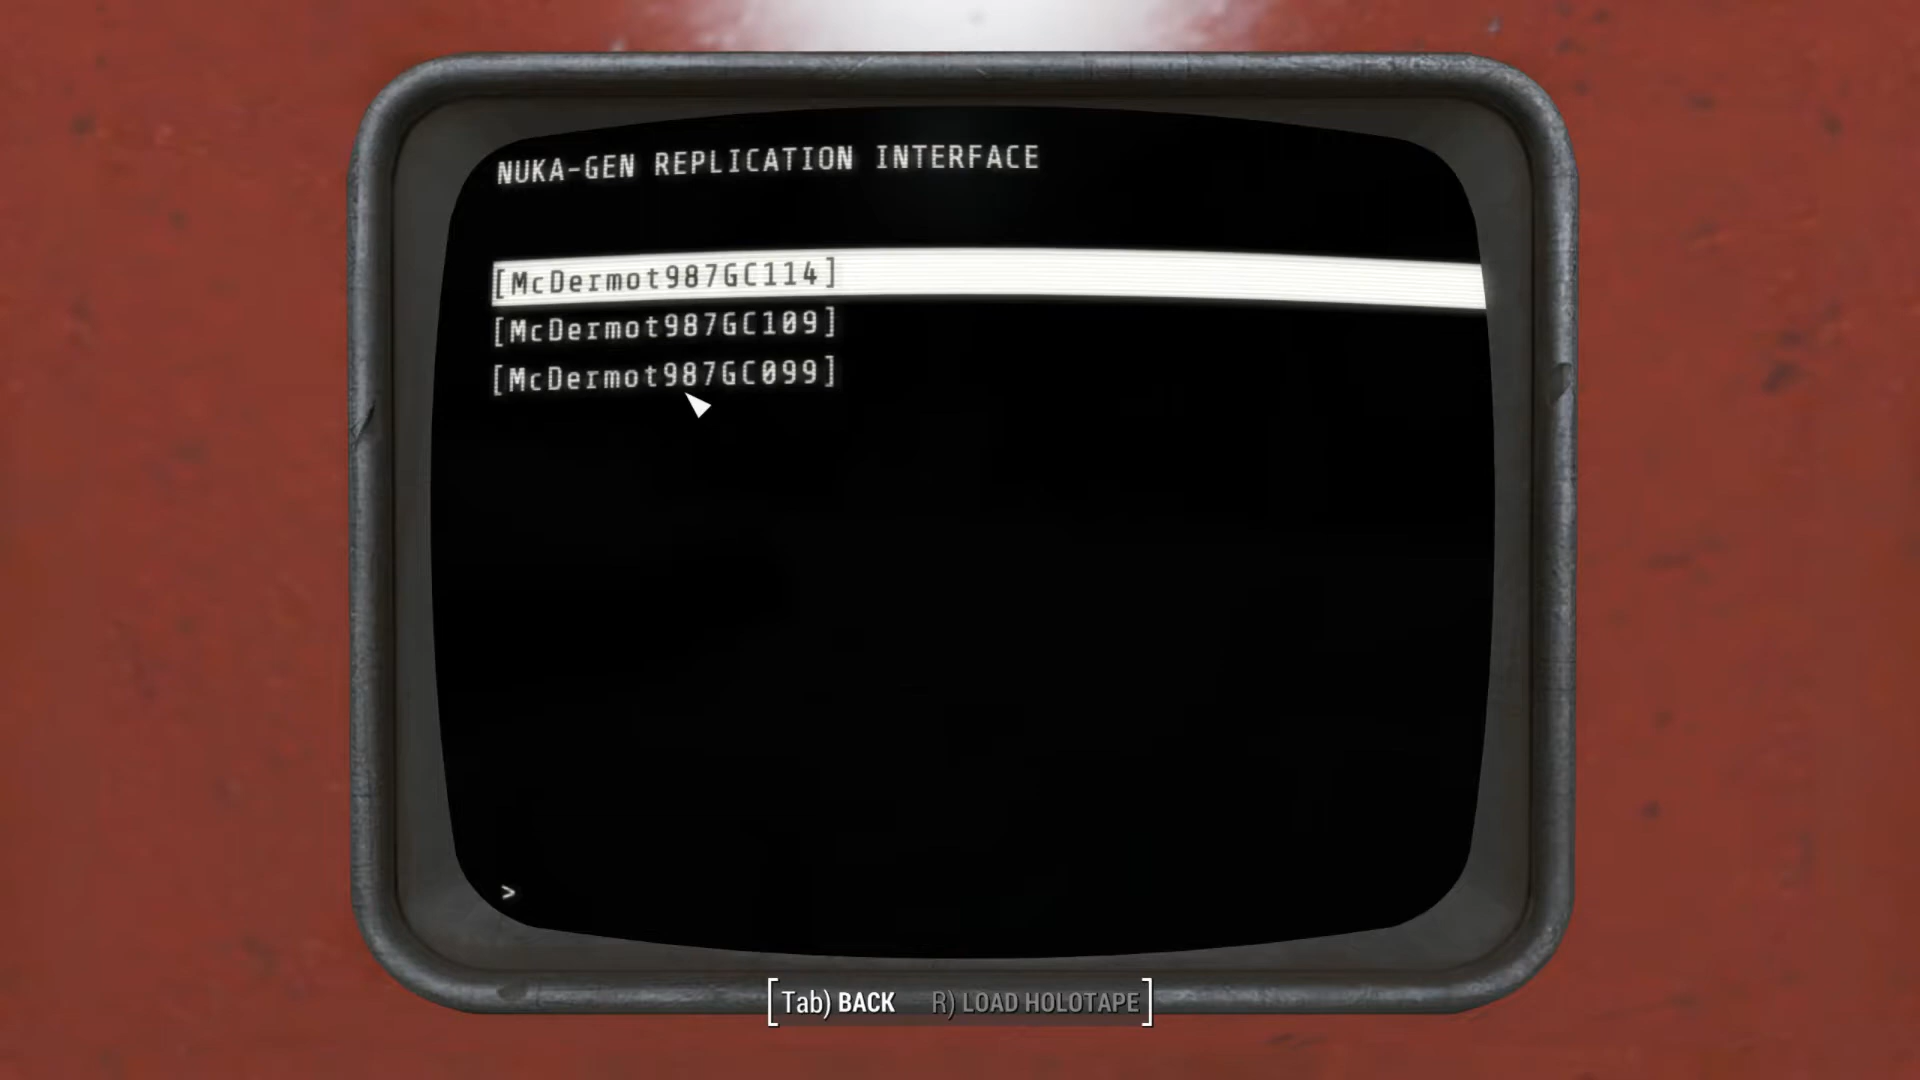 NUKA-GEN REPLICATION INTERFACE
[McDermot987GC114]
[McDermot987GC109]
[McDermot987GC099]
>
[Tab) BACK R) LOAD HOLOTAPE]